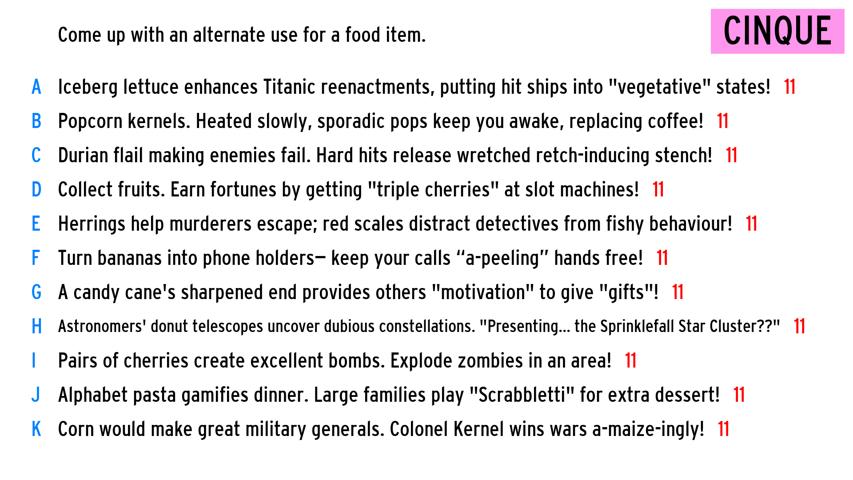 Come up with an alternate use for a food item.
CINQUE
A Iceberg lettuce enhances Titanic reenactments, putting hit ships into "vegetative" states! 11
B Popcorn kernels. Heated slowly, sporadic pops keep you awake, replacing coffee! 11
C Durian flail making enemies fail. Hard hits release wretched retch-inducing stench! 11
D Collect fruits. Earn fortunes by getting "triple cherries" at slot machines! 11
E Herrings help murderers escape; red scales distract detectives from fishy behaviour! 11
F Turn bananas into phone holders— keep your calls “a-peeling” hands free! 11
G A candy cane's sharpened end provides others "motivation" to give "gifts"! 11
H Astronomers' donut telescopes uncover dubious constellations. "Presenting... the Sprinklefall Star Cluster??" 11
I Pairs of cherries create excellent bombs. Explode zombies in an area! 11
J Alphabet pasta gamifies dinner. Large families play "Scrabbletti" for extra dessert! 11
K Corn would make great military generals. Colonel Kernel wins wars a-maize-ingly! 11